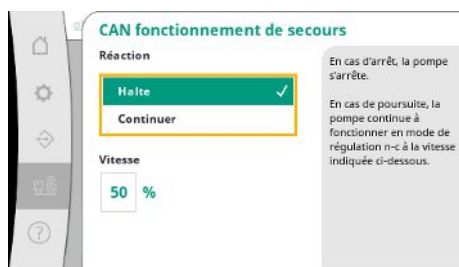 CAN fonctionnement de secours
Réaction
Halte
Continuer
Vitesse
50 %
En cas d'arrêt, la pompe
s'arrête.
En cas de poursuite, la
pompe continue à
fonctionner en mode de
régulation n-c à la vitesse
indiquée ci-dessous.